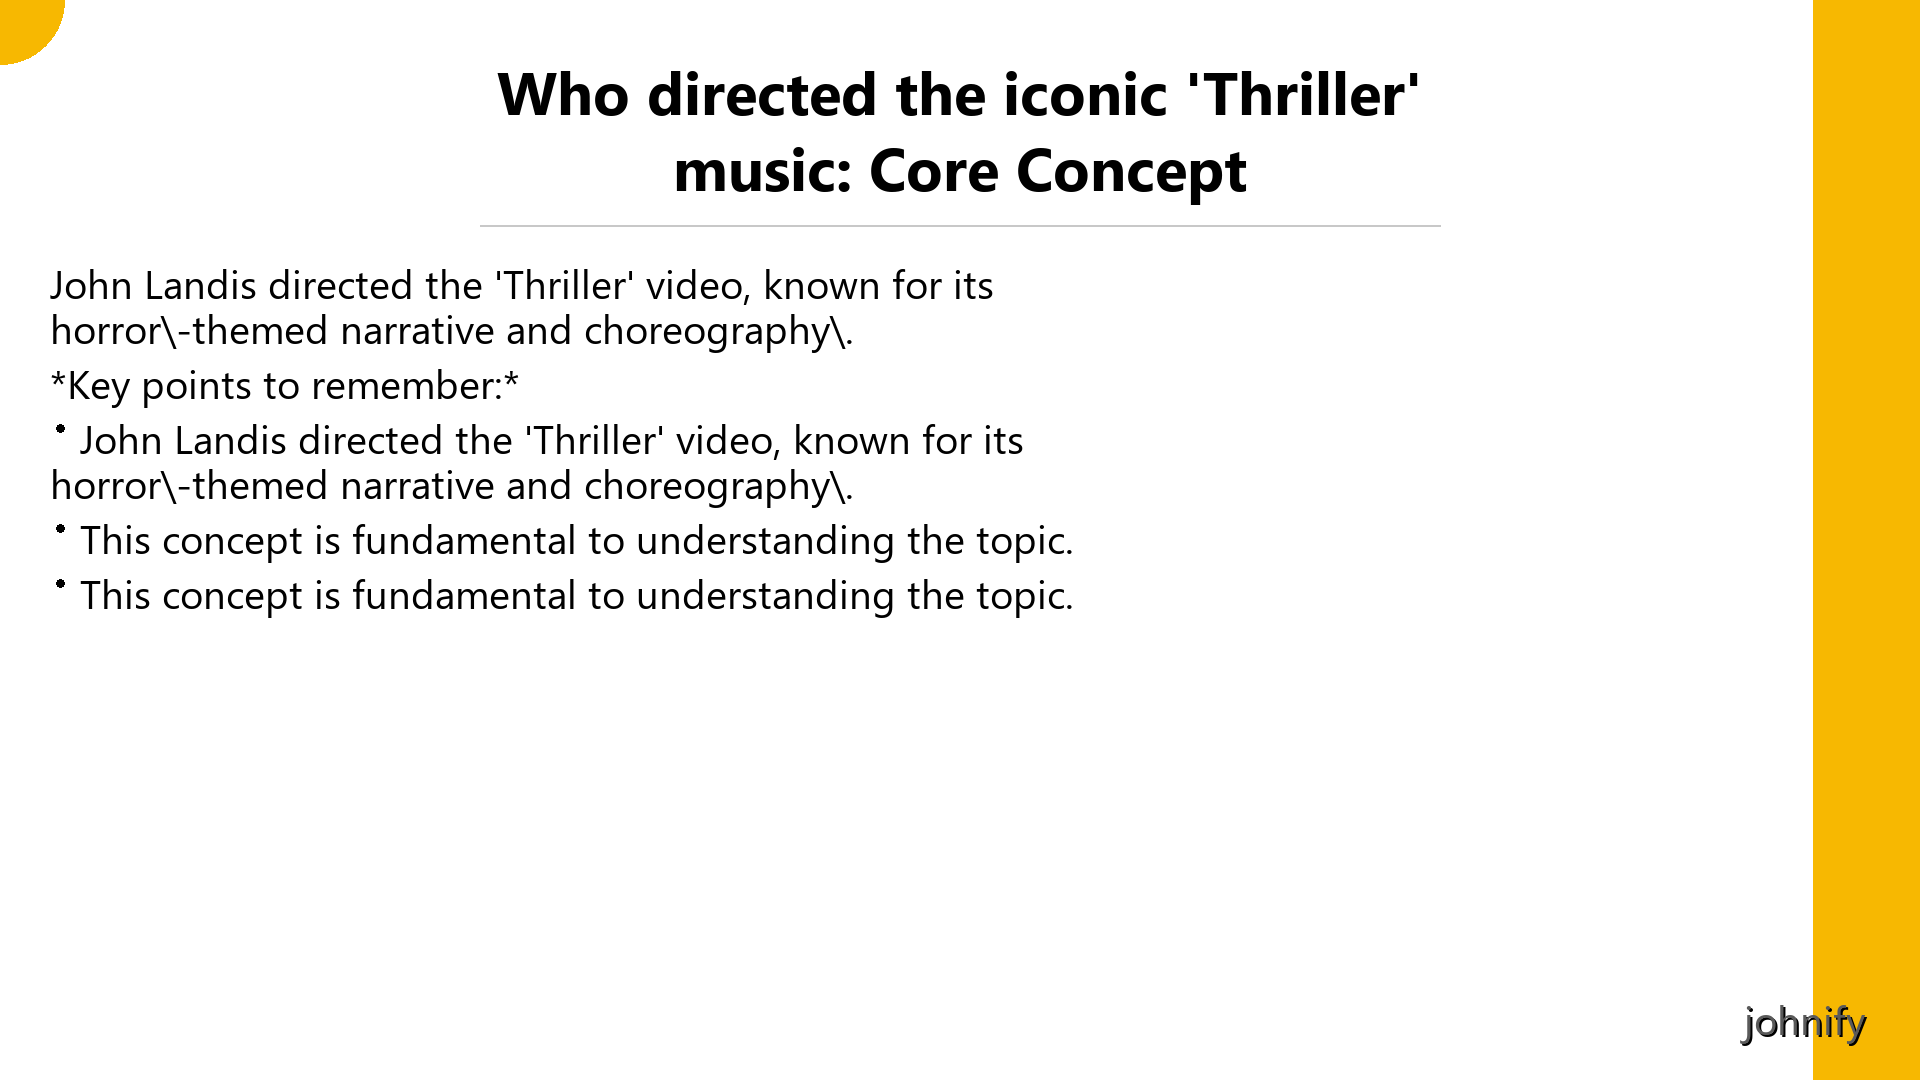 Who directed the iconic 'Thriller'
music: Core Concept
John Landis directed the 'Thriller' video, known for its
horror\-themed narrative and choreography\.
*Key points to remember:*
• John Landis directed the 'Thriller' video, known for its
horror\-themed narrative and choreography\.
• This concept is fundamental to understanding the topic.
• This concept is fundamental to understanding the topic.
johnify